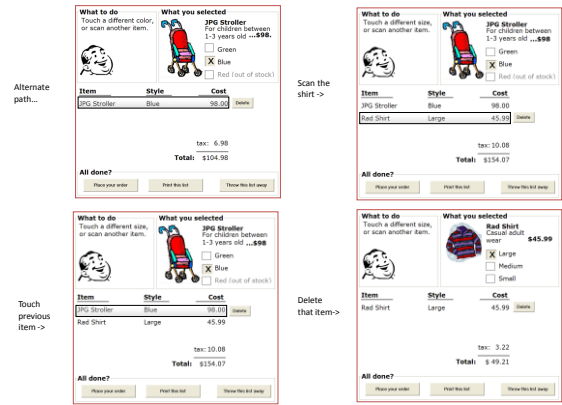 Alternate
path...
What to do
Touch a different color,
or scan another item.
What you selected
JPG Stroller
For children between
1-3 years old ...$98.
Green
X Blue
Red (out of stock)
Item Style Cost
JPG Stroller Blue 98.00 Delete
tax: 6.98
Total: $104.98
All done?
Place your order Print this list Throw this list away
Scan the
shirt ->
What to do
Touch a different size,
or scan another item.
What you selected
JPG Stroller
For children between
1-3 years old ...$98
Green
X Blue
Red (out of stock)
Item Style Cost
JPG Stroller Blue 98.00
Rad Shirt Large 45.99 Delete
tax: 10.08
Total: $154.07
All done?
Place your order Print this list Throw this list away
Touch
previous
item ->
What to do
Touch a different size,
or scan another item.
What you selected
JPG Stroller
For children between
1-3 years old ...$98
Green
X Blue
Red (out of stock)
Item Style Cost
JPG Stroller Blue 98.00 Delete
Rad Shirt Large 45.99
tax: 10.08
Total: $154.07
All done?
Place your order Print this list Throw this list away
Delete
that item->
What to do
Touch a different size,
or scan another item.
What you selected
Rad Shirt
Casual adult
wear $45.99
X Large
Medium
Small
Item Style Cost
Rad Shirt Large 45.99 Delete
tax: 3.22
Total: $ 49.21
All done?
Place your order Print this list Throw this list away